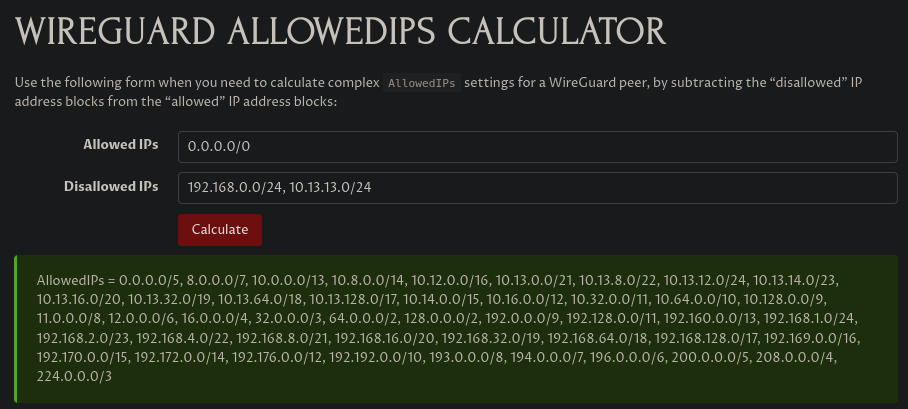 WIREGUARD ALLOWEDIPS CALCULATOR
Use the following form when you need to calculate complex AllowedIPs settings for a WireGuard peer, by subtracting the “disallowed” IP
address blocks from the “allowed” IP address blocks:
Allowed IPs
0.0.0.0/0
Disallowed IPs
192.168.0.0/24, 10.13.13.0/24
Calculate
AllowedIPs = 0.0.0.0/5, 8.0.0.0/7, 10.0.0.0/13, 10.8.0.0/14, 10.12.0.0/16, 10.13.0.0/21, 10.13.8.0/22, 10.13.12.0/24, 10.13.14.0/23,
10.13.16.0/20, 10.13.32.0/19, 10.13.64.0/18, 10.13.128.0/17, 10.14.0.0/15, 10.16.0.0/12, 10.32.0.0/11, 10.64.0.0/10, 10.128.0.0/9,
11.0.0.0/8, 12.0.0.0/6, 16.0.0.0/4, 32.0.0.0/3, 64.0.0.0/2, 128.0.0.0/2, 192.0.0.0/9, 192.128.0.0/11, 192.160.0.0/13, 192.168.1.0/24,
192.168.2.0/23, 192.168.4.0/22, 192.168.8.0/21, 192.168.16.0/20, 192.168.32.0/19, 192.168.64.0/18, 192.168.128.0/17, 192.169.0.0/16,
192.170.0.0/15, 192.172.0.0/14, 192.176.0.0/12, 192.192.0.0/10, 193.0.0.0/8, 194.0.0.0/7, 196.0.0.0/6, 200.0.0.0/5, 208.0.0.0/4,
224.0.0.0/3